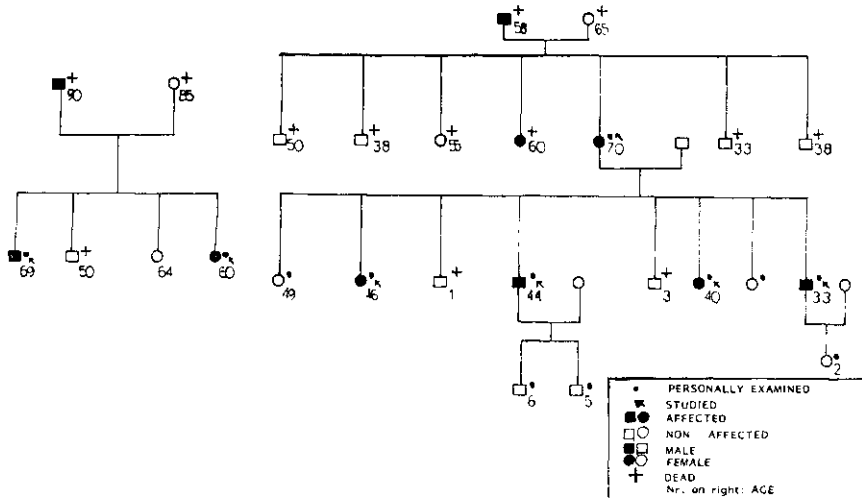 58 65
90 85
50 38 55 60 70 33 38
69 50 64 60
49 46 1 44 3 40 33
2
6 5
PERSONALLY EXAMINED
STUDIED
AFFECTED
NON AFFECTED
MALE
FEMALE
DEAD
Nr. on right: AGE